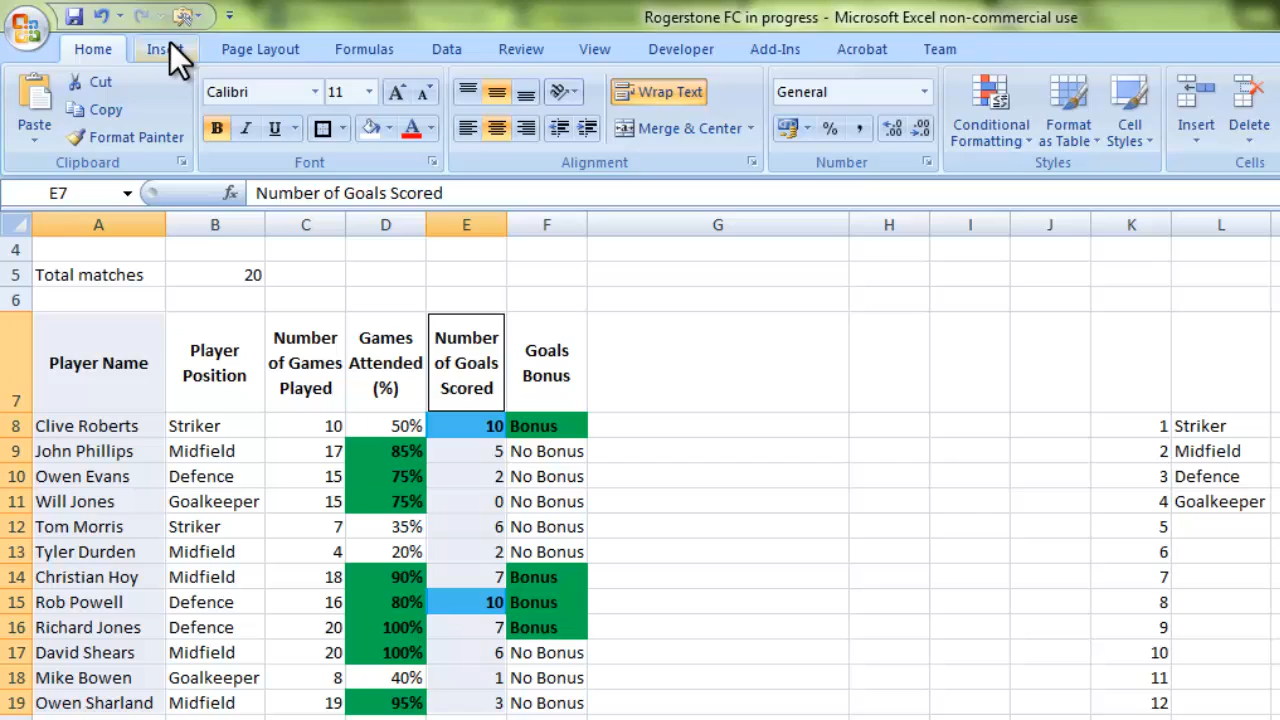 Rogerstone FC in progress - Microsoft Excel non-commercial use
Home Page Layout Formulas Data Review View Developer Add-Ins Acrobat Team
Paste Cut Copy Format Painter
Clipboard
Calibri 11
B I U A
Font
Wrap Text
Merge & Center
Alignment
General
% ,
Number
Conditional Formatting Format as Table Cell Styles
Styles
Insert Delete
Cells
E7 fx Number of Goals Scored
A B C D E F G H I J K L
4
5 Total matches 20
6
7 Player Name Player Position Number of Games Played Games Attended (%) Number of Goals Scored Goals Bonus
8 Clive Roberts Striker 10 50% 10 Bonus 1 Striker
9 John Phillips Midfield 17 85% 5 No Bonus 2 Midfield
10 Owen Evans Defence 15 75% 2 No Bonus 3 Defence
11 Will Jones Goalkeeper 15 75% 0 No Bonus 4 Goalkeeper
12 Tom Morris Striker 7 35% 6 No Bonus 5
13 Tyler Durden Midfield 4 20% 2 No Bonus 6
14 Christian Hoy Midfield 18 90% 7 Bonus 7
15 Rob Powell Defence 16 80% 10 Bonus 8
16 Richard Jones Defence 20 100% 7 Bonus 9
17 David Shears Midfield 20 100% 6 No Bonus 10
18 Mike Bowen Goalkeeper 8 40% 1 No Bonus 11
19 Owen Sharland Midfield 19 95% 3 No Bonus 12